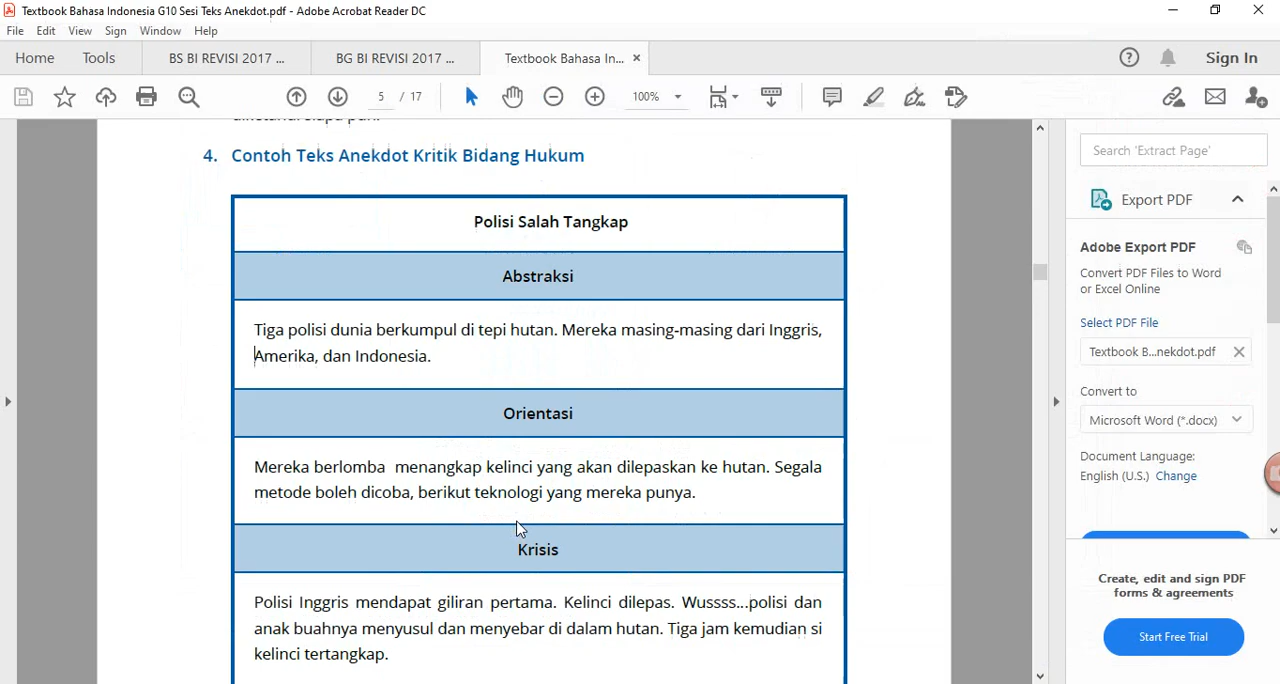 Textbook Bahasa Indonesia G10 Sesi Teks Anekdot.pdf - Adobe Acrobat Reader DC
File Edit View Sign Window Help
Home Tools BS BI REVISI 2017 ... BG BI REVISI 2017 ... Textbook Bahasa In... Sign In
5 / 17 100%
4. Contoh Teks Anekdot Kritik Bidang Hukum
Polisi Salah Tangkap
Abstraksi
Tiga polisi dunia berkumpul di tepi hutan. Mereka masing-masing dari Inggris,
Amerika, dan Indonesia.
Orientasi
Mereka berlomba menangkap kelinci yang akan dilepaskan ke hutan. Segala
metode boleh dicoba, berikut teknologi yang mereka punya.
Krisis
Polisi Inggris mendapat giliran pertama. Kelinci dilepas. Wussss...polisi dan
anak buahnya menyusul dan menyebar di dalam hutan. Tiga jam kemudian si
kelinci tertangkap.
Search 'Extract Page'
Export PDF
Adobe Export PDF
Convert PDF Files to Word
or Excel Online
Select PDF File
Textbook B...nekdot.pdf
Convert to
Microsoft Word (*.docx)
Document Language:
English (U.S.) Change
Create, edit and sign PDF
forms & agreements
Start Free Trial